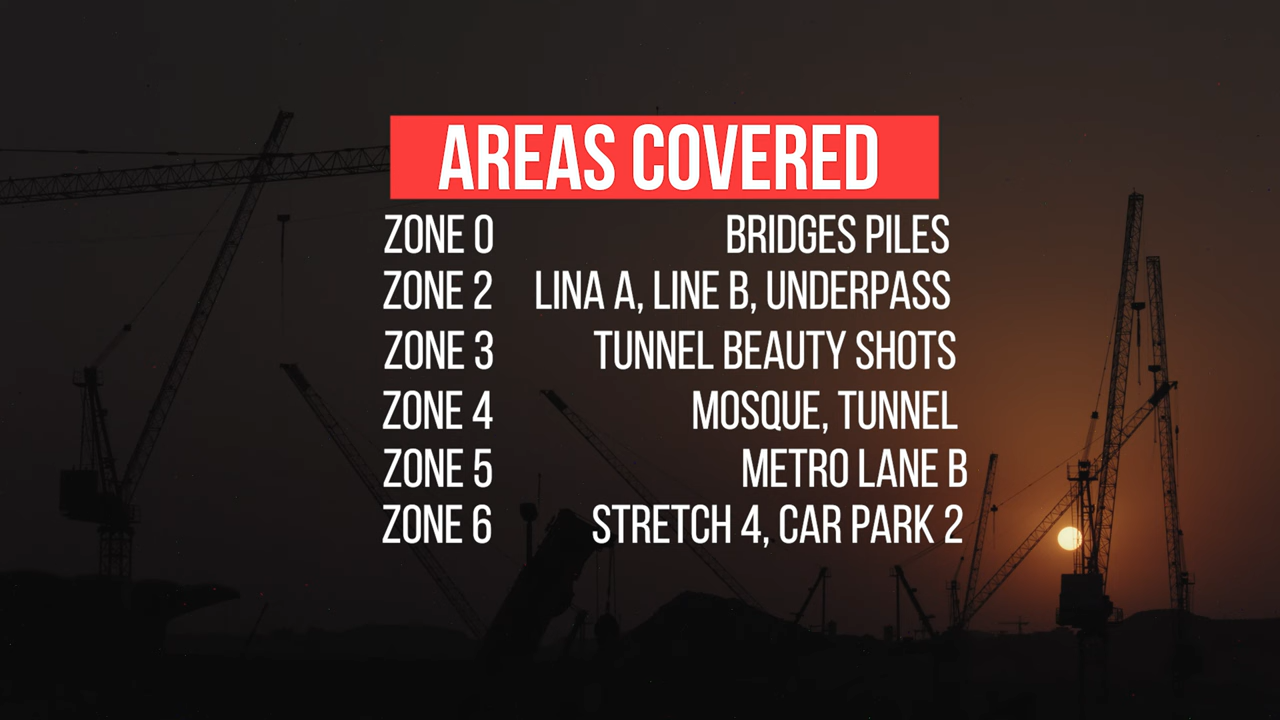 AREAS COVERED
ZONE 0 BRIDGES PILES
ZONE 2 LINA A, LINE B, UNDERPASS
ZONE 3 TUNNEL BEAUTY SHOTS
ZONE 4 MOSQUE, TUNNEL
ZONE 5 METRO LANE B
ZONE 6 STRETCH 4, CAR PARK 2